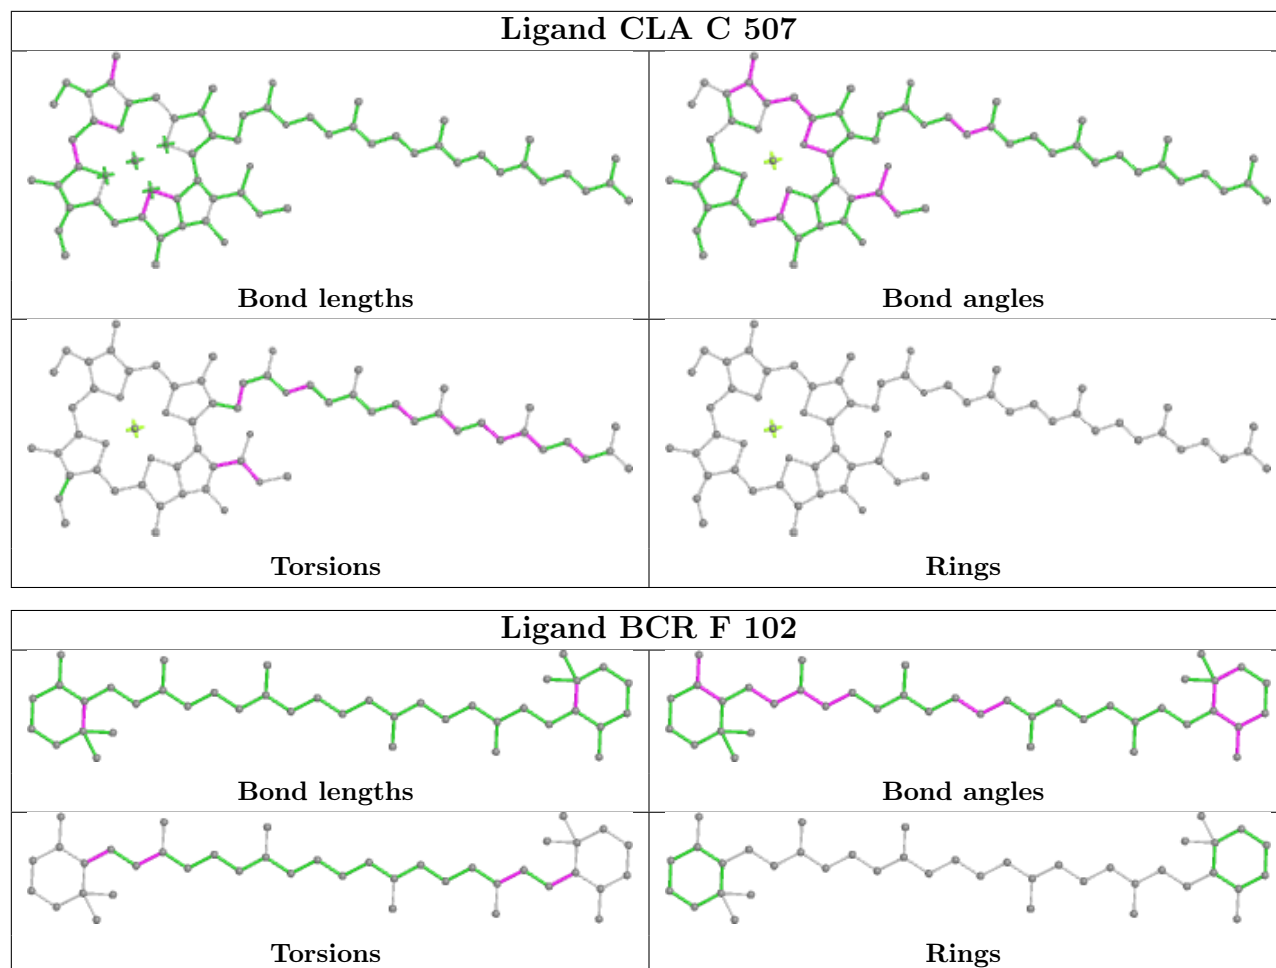 Ligand CLA C 507
Bond lengths
Bond angles
Torsions
Rings
Ligand BCR F 102
Bond lengths
Bond angles
Torsions
Rings